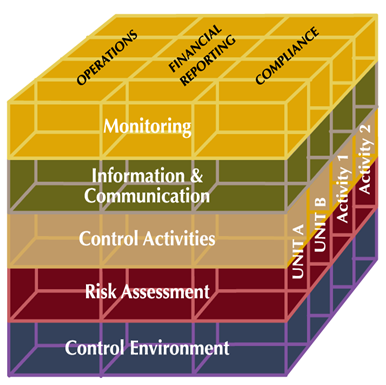 OPERATIONS
FINANCIAL
REPORTING
COMPLIANCE
Monitoring
Information &
Communication
Control Activities
Risk Assessment
Control Environment
UNIT A
UNIT B
Activity 1
Activity 2